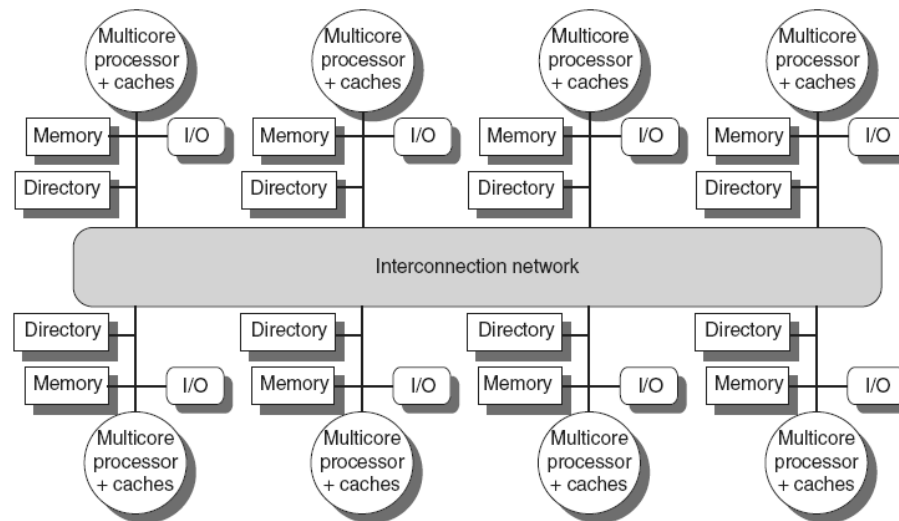 Multicore
processor
+ caches
Multicore
processor
+ caches
Multicore
processor
+ caches
Multicore
processor
+ caches
Memory
I/O
Memory
I/O
Memory
I/O
Memory
I/O
Directory
Directory
Directory
Directory
Interconnection network
Directory
Directory
Directory
Directory
Memory
I/O
Memory
I/O
Memory
I/O
Memory
I/O
Multicore
processor
+ caches
Multicore
processor
+ caches
Multicore
processor
+ caches
Multicore
processor
+ caches